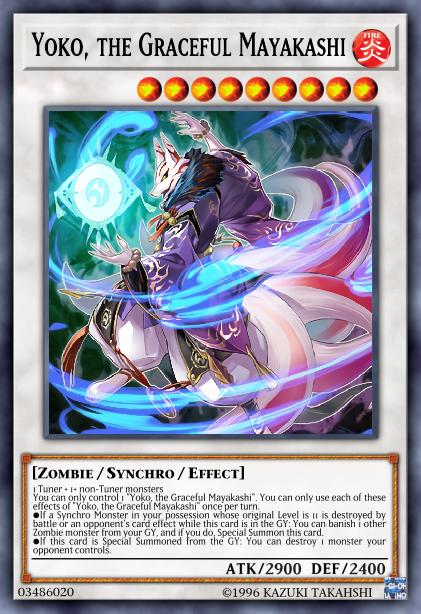 YOKO, THE GRACEFUL MAYAKASHI
FIRE
炎
[ZOMBIE / SYNCHRO / EFFECT]
1 Tuner + 1+ non-Tuner monsters
You can only control 1 "Yoko, the Graceful Mayakashi". You can only use each of these
effects of "Yoko, the Graceful Mayakashi" once per turn.
●If a Synchro Monster in your possession whose original Level is 11 is destroyed by
battle or an opponent's card effect while this card is in the GY: You can banish 1 other
Zombie monster from your GY, and if you do, Special Summon this card.
●If this card is Special Summoned from the GY: You can destroy 1 monster your
opponent controls.
ATK/2900 DEF/2400
03486020
©1996 KAZUKI TAKAHSHI